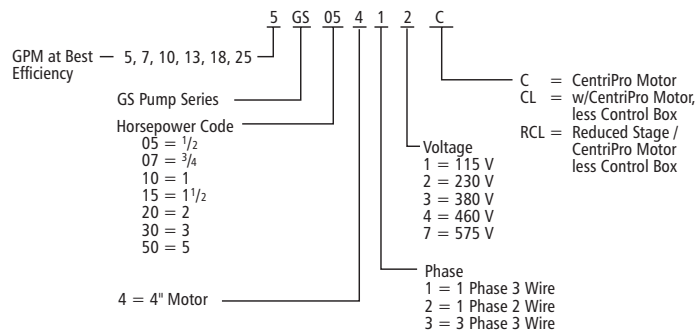 5 GS 05 4 1 2 C
GPM at Best Efficiency — 5, 7, 10, 13, 18, 25
GS Pump Series
Horsepower Code
05 = 1/2
07 = 3/4
10 = 1
15 = 1 1/2
20 = 2
30 = 3
50 = 5
4 = 4" Motor
C = CentriPro Motor
CL = w/CentriPro Motor,
less Control Box
RCL = Reduced Stage /
CentriPro Motor
less Control Box
Voltage
1 = 115 V
2 = 230 V
3 = 380 V
4 = 460 V
7 = 575 V
Phase
1 = 1 Phase 3 Wire
2 = 1 Phase 2 Wire
3 = 3 Phase 3 Wire